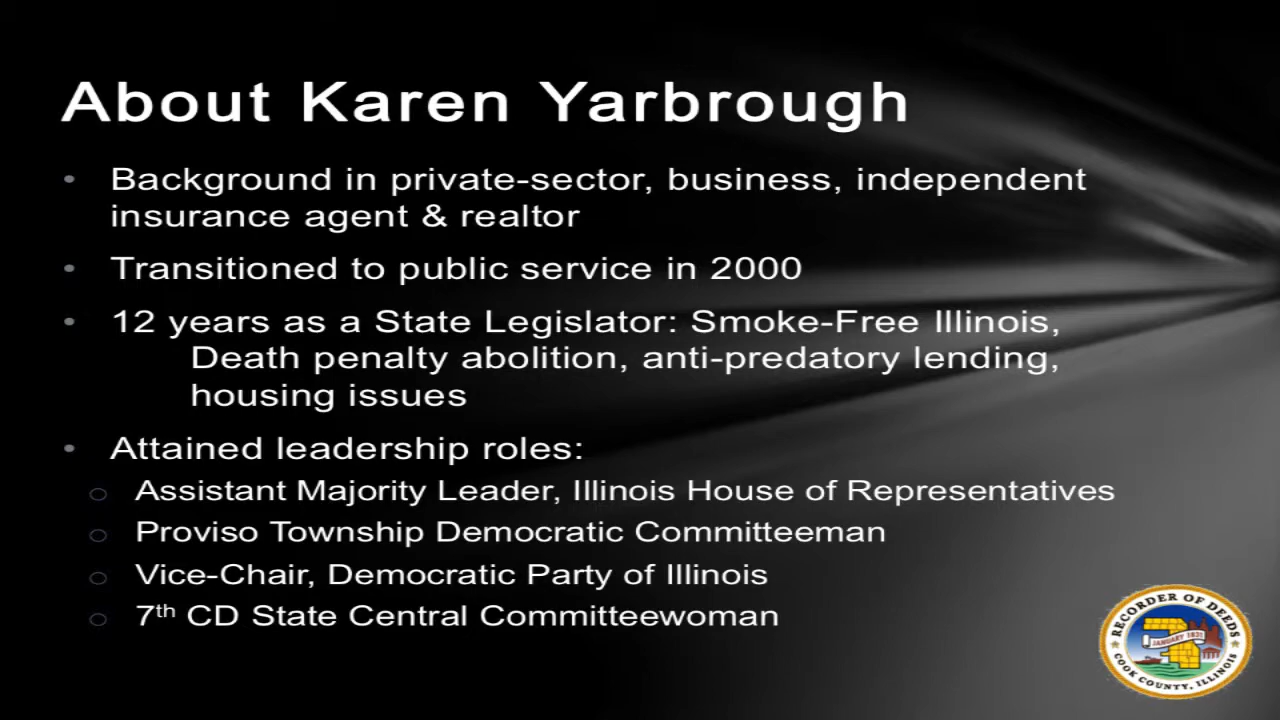 About Karen Yarbrough
• Background in private-sector, business, independent
insurance agent & realtor
• Transitioned to public service in 2000
• 12 years as a State Legislator: Smoke-Free Illinois,
Death penalty abolition, anti-predatory lending,
housing issues
• Attained leadership roles:
o Assistant Majority Leader, Illinois House of Representatives
o Proviso Township Democratic Committeeman
o Vice-Chair, Democratic Party of Illinois
o 7th CD State Central Committeewoman
RECORDER OF DEEDS
JANUARY 1831
COOK COUNTY, ILLINOIS